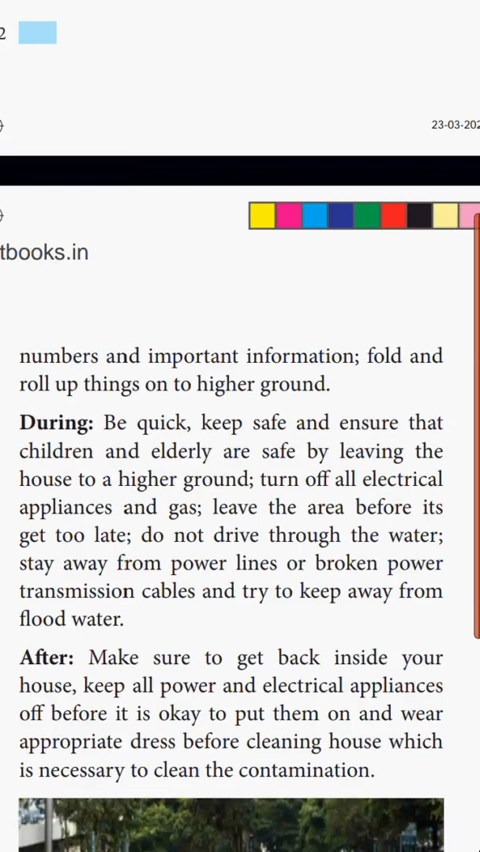 2
23-03-202
tbooks.in
numbers and important information; fold and
roll up things on to higher ground.
During: Be quick, keep safe and ensure that
children and elderly are safe by leaving the
house to a higher ground; turn off all electrical
appliances and gas; leave the area before its
get too late; do not drive through the water;
stay away from power lines or broken power
transmission cables and try to keep away from
flood water.
After: Make sure to get back inside your
house, keep all power and electrical appliances
off before it is okay to put them on and wear
appropriate dress before cleaning house which
is necessary to clean the contamination.